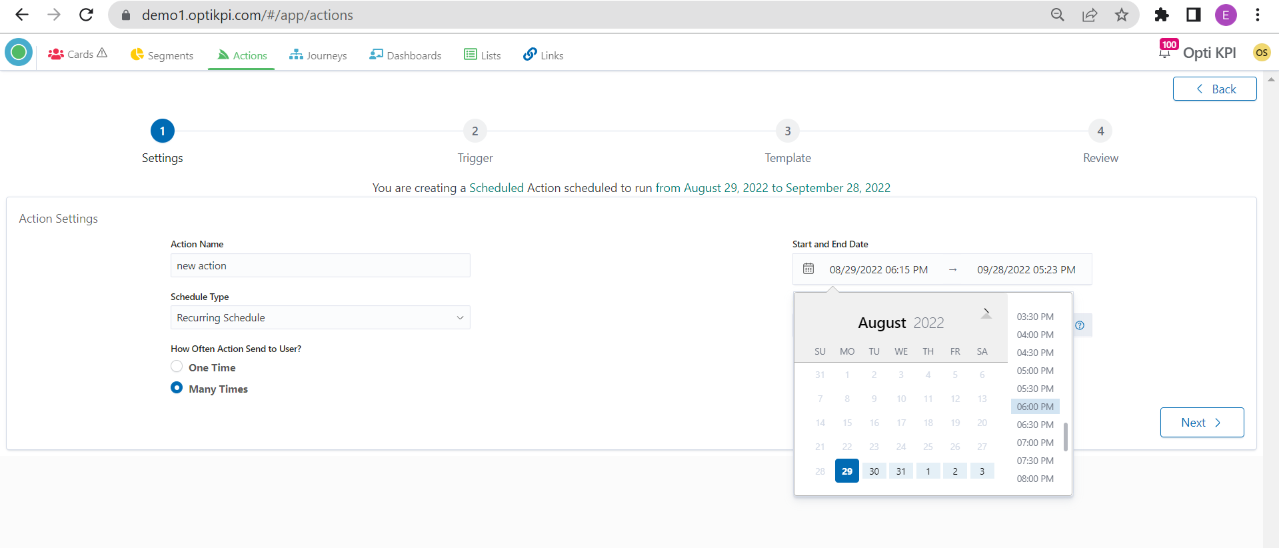 demo1.optikpi.com/#/app/actions
E
Cards
Segments
Actions
Journeys
Dashboards
Lists
Links
100
Opti KPI
OS
Back
1
2
3
4
Settings
Trigger
Template
Review
You are creating a Scheduled Action scheduled to run from August 29, 2022 to September 28, 2022
Action Settings
Action Name
new action
Schedule Type
Recurring Schedule
How Often Action Send to User?
One Time
Many Times
Start and End Date
08/29/2022 06:15 PM → 09/28/2022 05:23 PM
August 2022
SU MO TU WE TH FR SA
31 1 2 3 4 5 6
7 8 9 10 11 12 13
14 15 16 17 18 19 20
21 22 23 24 25 26 27
28 29 30 31 1 2 3
03:30 PM
04:00 PM
04:30 PM
05:00 PM
05:30 PM
06:00 PM
06:30 PM
07:00 PM
07:30 PM
08:00 PM
Next